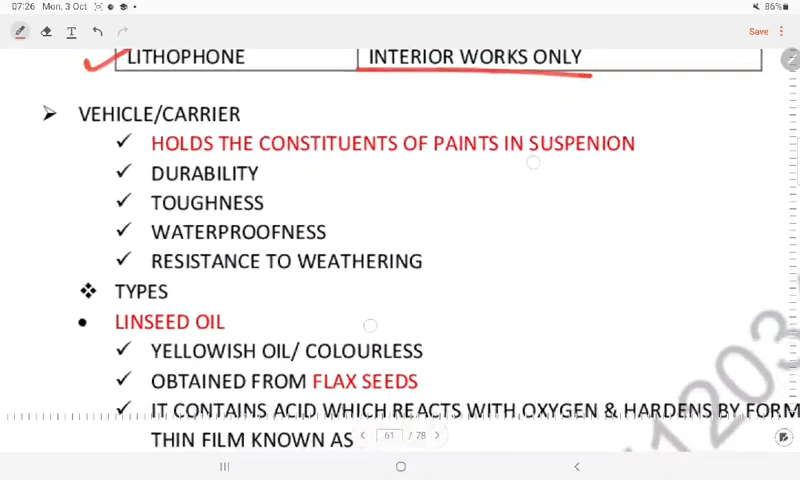 07:26 Mon, 3 Oct
86%
Save
LITHOPHONE INTERIOR WORKS ONLY
VEHICLE/CARRIER
HOLDS THE CONSTITUENTS OF PAINTS IN SUSPENION
DURABILITY
TOUGHNESS
WATERPROOFNESS
RESISTANCE TO WEATHERING
TYPES
LINSEED OIL
YELLOWISH OIL/ COLOURLESS
OBTAINED FROM FLAX SEEDS
IT CONTAINS ACID WHICH REACTS WITH OXYGEN & HARDENS BY FORM
THIN FILM KNOWN AS
61 / 78